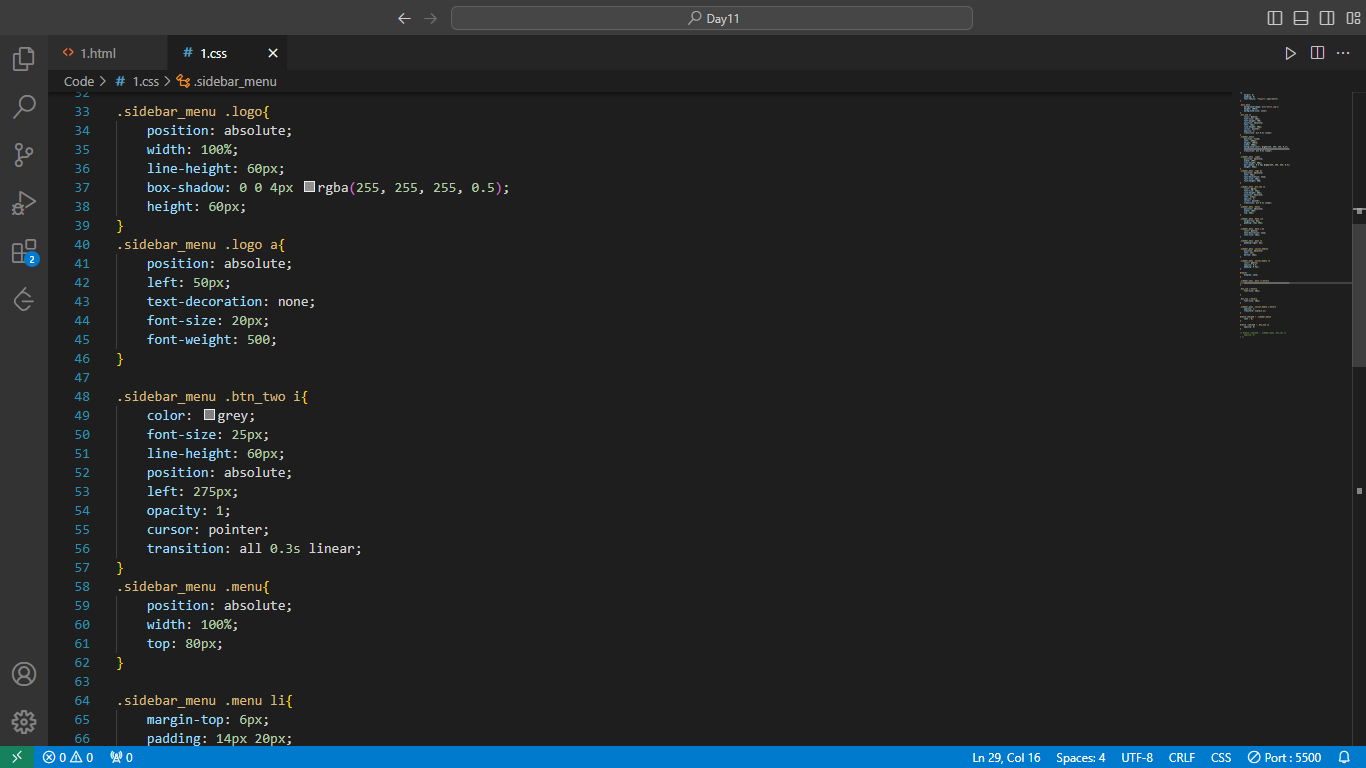 Day11
1.html
# 1.css
Code > # 1.css > .sidebar_menu
32
33 .sidebar_menu .logo{
34 position: absolute;
35 width: 100%;
36 line-height: 60px;
37 box-shadow: 0 0 4px rgba(255, 255, 255, 0.5);
38 height: 60px;
39 }
40 .sidebar_menu .logo a{
41 position: absolute;
42 left: 50px;
43 text-decoration: none;
44 font-size: 20px;
45 font-weight: 500;
46 }
47
48 .sidebar_menu .btn_two i{
49 color: grey;
50 font-size: 25px;
51 line-height: 60px;
52 position: absolute;
53 left: 275px;
54 opacity: 1;
55 cursor: pointer;
56 transition: all 0.3s linear;
57 }
58 .sidebar_menu .menu{
59 position: absolute;
60 width: 100%;
61 top: 80px;
62 }
63
64 .sidebar_menu .menu li{
65 margin-top: 6px;
66 padding: 14px 20px;
2
0 0 0 Ln 29, Col 16 Spaces: 4 UTF-8 CRLF CSS Port : 5500